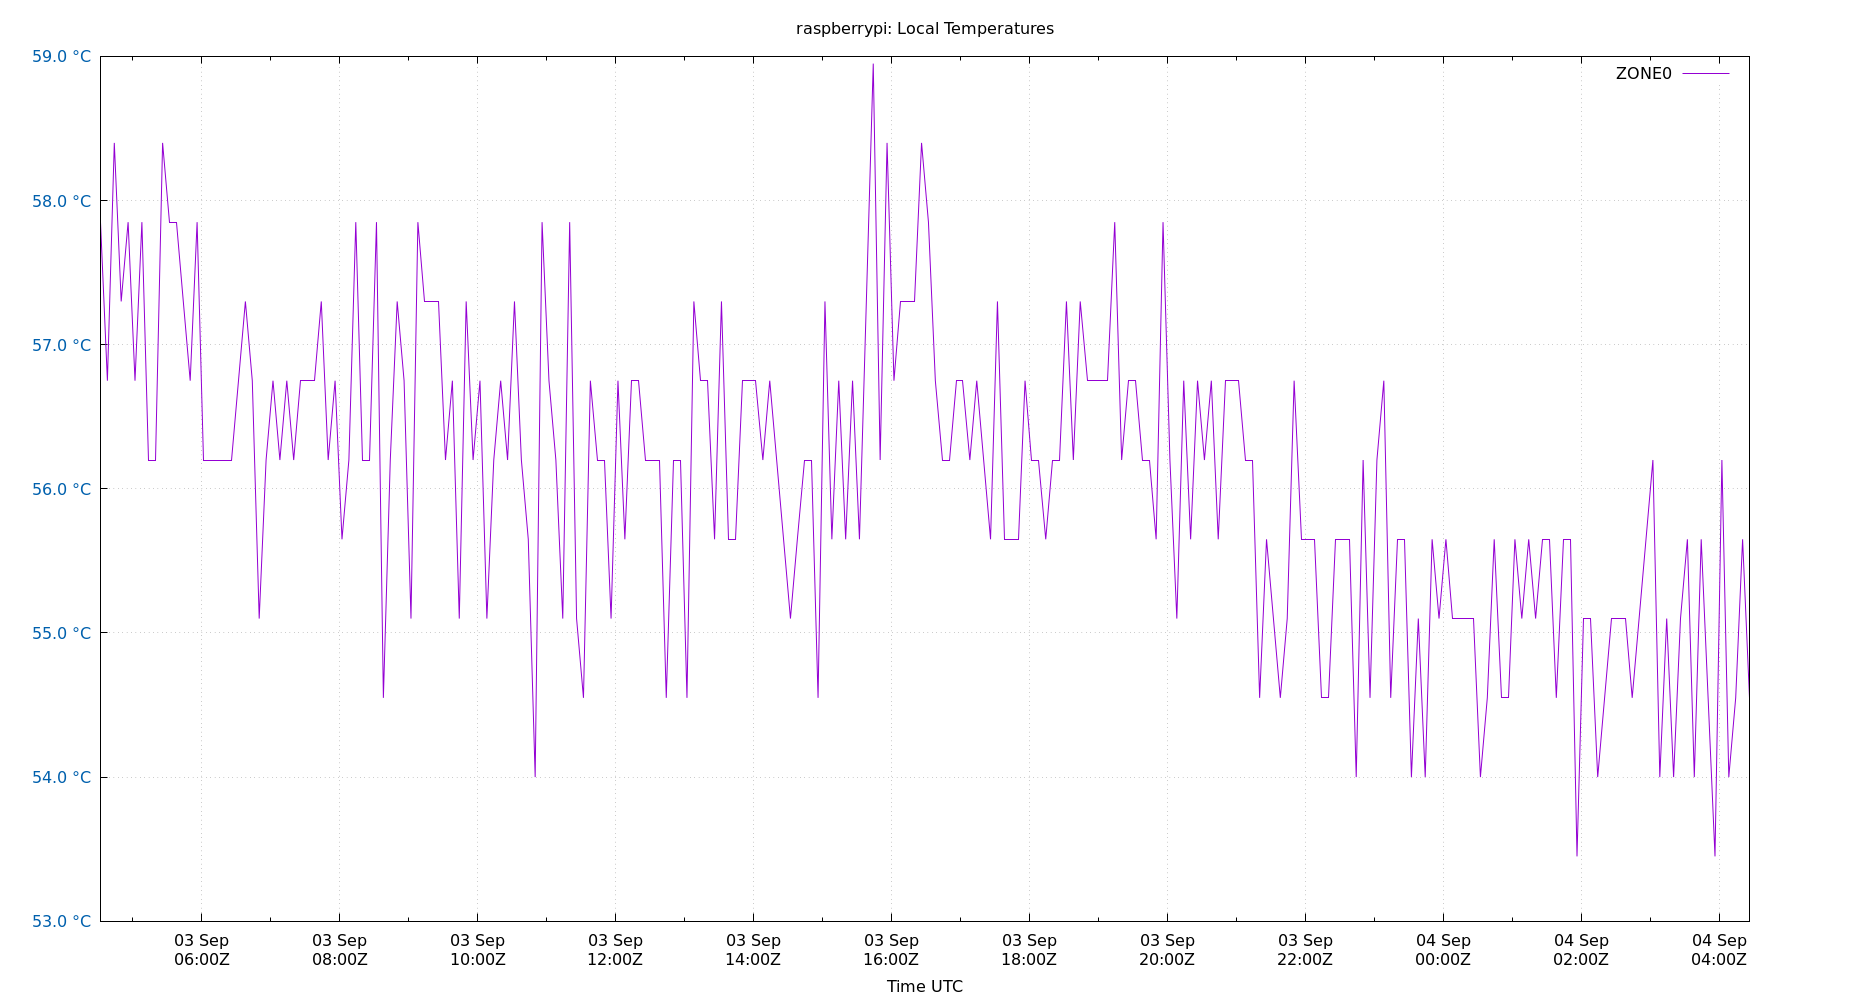 raspberrypi: Local Temperatures
59.0 °C
58.0 °C
57.0 °C
56.0 °C
55.0 °C
54.0 °C
53.0 °C
ZONE0
03 Sep 03 Sep 03 Sep 03 Sep 03 Sep 03 Sep 03 Sep 03 Sep 03 Sep 04 Sep 04 Sep 04 Sep
06:00Z 08:00Z 10:00Z 12:00Z 14:00Z 16:00Z 18:00Z 20:00Z 22:00Z 00:00Z 02:00Z 04:00Z
Time UTC